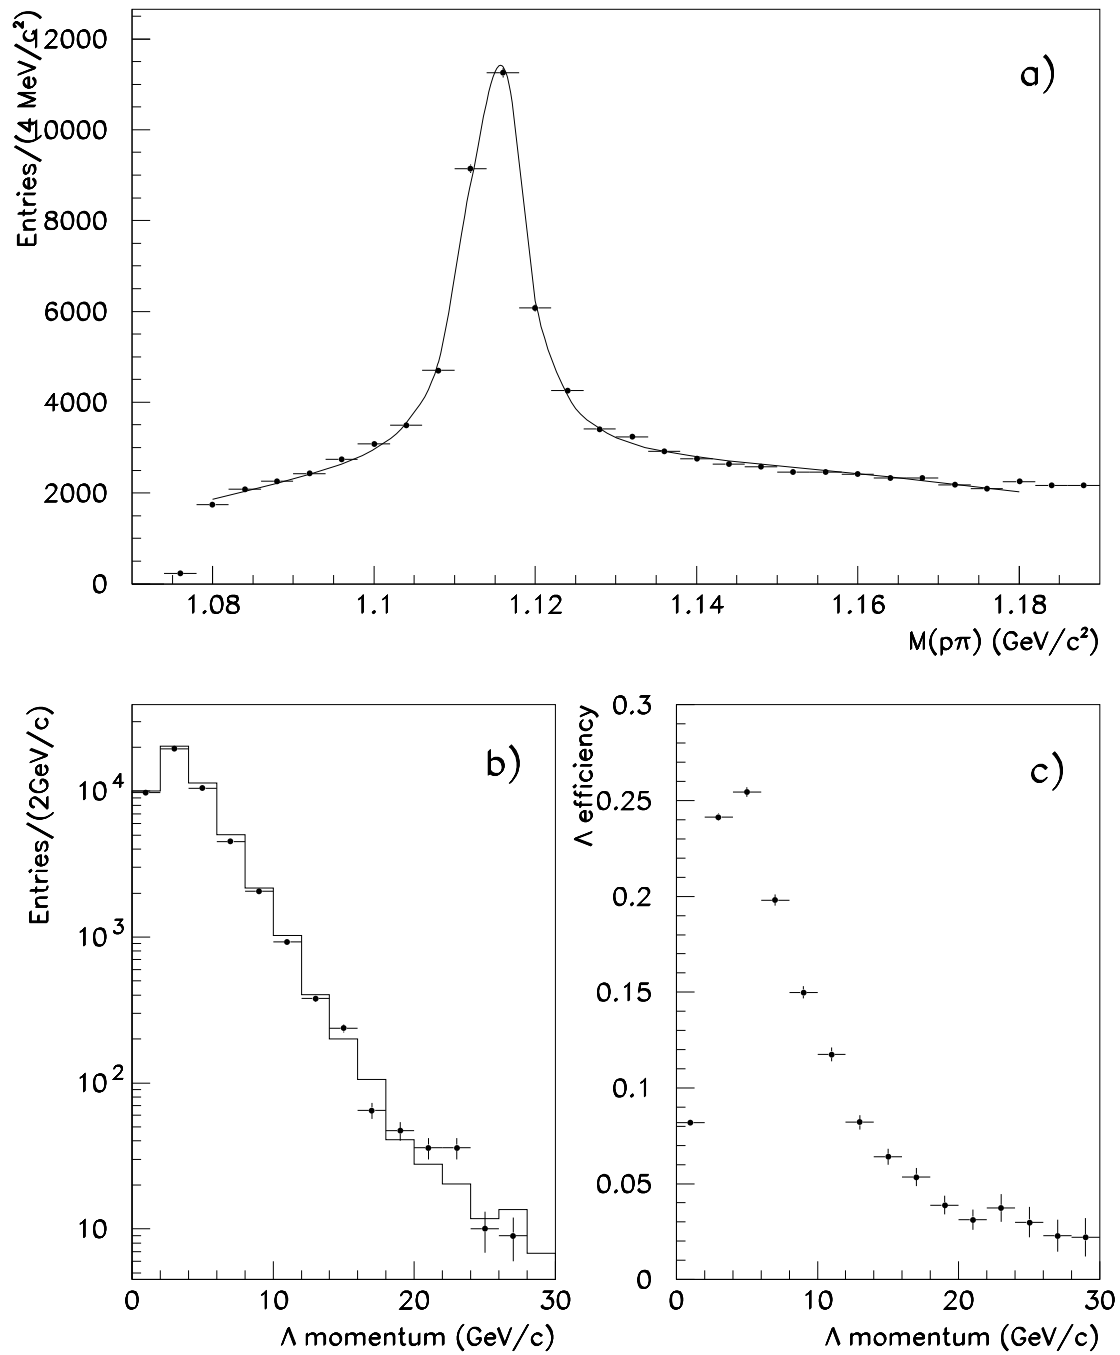 Entries/(4 MeV/c²)
12000
10000
8000
6000
4000
2000
0
a)
1.08 1.1 1.12 1.14 1.16 1.18
M(pπ) (GeV/c²)
Entries/(2GeV/c)
10⁴
10³
10²
10
b)
0 10 20 30
Λ momentum (GeV/c)
Λ efficiency
0.3
0.25
0.2
0.15
0.1
0.05
0
c)
0 10 20 30
Λ momentum (GeV/c)